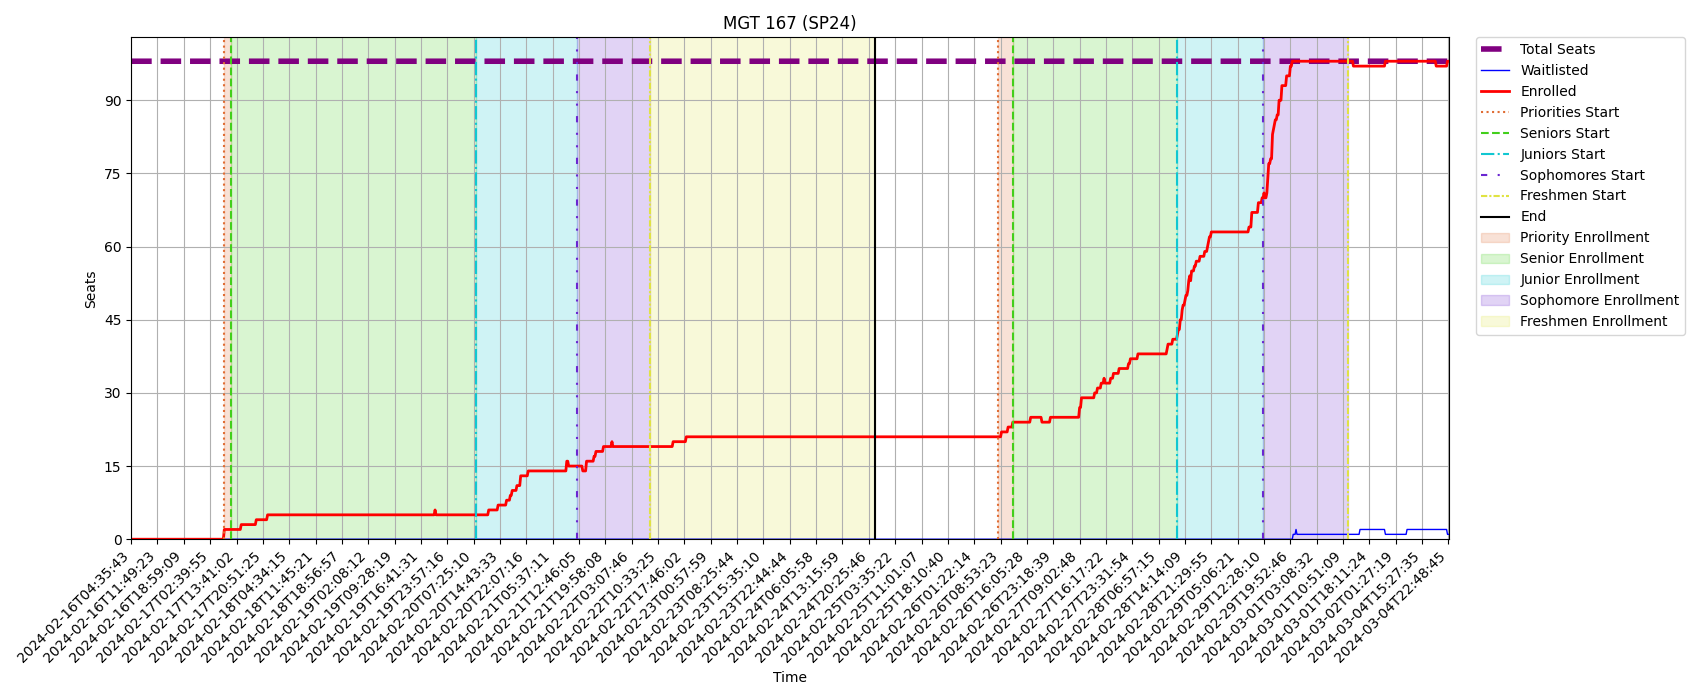 MGT 167 (SP24)
Total Seats
Waitlisted
Enrolled
Priorities Start
Seniors Start
Juniors Start
Sophomores Start
Freshmen Start
End
Priority Enrollment
Senior Enrollment
Junior Enrollment
Sophomore Enrollment
Freshmen Enrollment
Seats
90
75
60
45
30
15
0
2024-02-16T04:35:43
2024-02-16T11:49:23
2024-02-16T18:59:09
2024-02-17T02:39:55
2024-02-17T13:41:02
2024-02-17T20:51:25
2024-02-18T04:34:15
2024-02-18T11:45:21
2024-02-18T18:56:57
2024-02-19T02:08:12
2024-02-19T09:28:19
2024-02-19T16:41:31
2024-02-19T23:57:16
2024-02-20T07:25:10
2024-02-20T14:43:33
2024-02-20T22:07:16
2024-02-21T05:37:11
2024-02-21T12:46:05
2024-02-21T19:58:08
2024-02-22T03:07:46
2024-02-22T10:33:25
2024-02-22T17:46:02
2024-02-23T00:57:59
2024-02-23T08:25:44
2024-02-23T15:35:10
2024-02-23T22:44:44
2024-02-24T06:05:58
2024-02-24T13:15:59
2024-02-24T20:25:46
2024-02-25T03:35:22
2024-02-25T11:01:07
2024-02-25T18:10:40
2024-02-26T01:22:14
2024-02-26T08:53:23
2024-02-26T16:05:28
2024-02-26T23:18:39
2024-02-27T09:02:48
2024-02-27T16:17:22
2024-02-27T23:31:54
2024-02-28T06:57:15
2024-02-28T14:14:09
2024-02-28T21:29:55
2024-02-29T05:06:21
2024-02-29T12:28:10
2024-02-29T19:52:46
2024-03-01T03:08:32
2024-03-01T10:51:09
2024-03-01T18:11:24
2024-03-02T01:27:19
2024-03-04T15:27:35
2024-03-04T22:48:45
Time